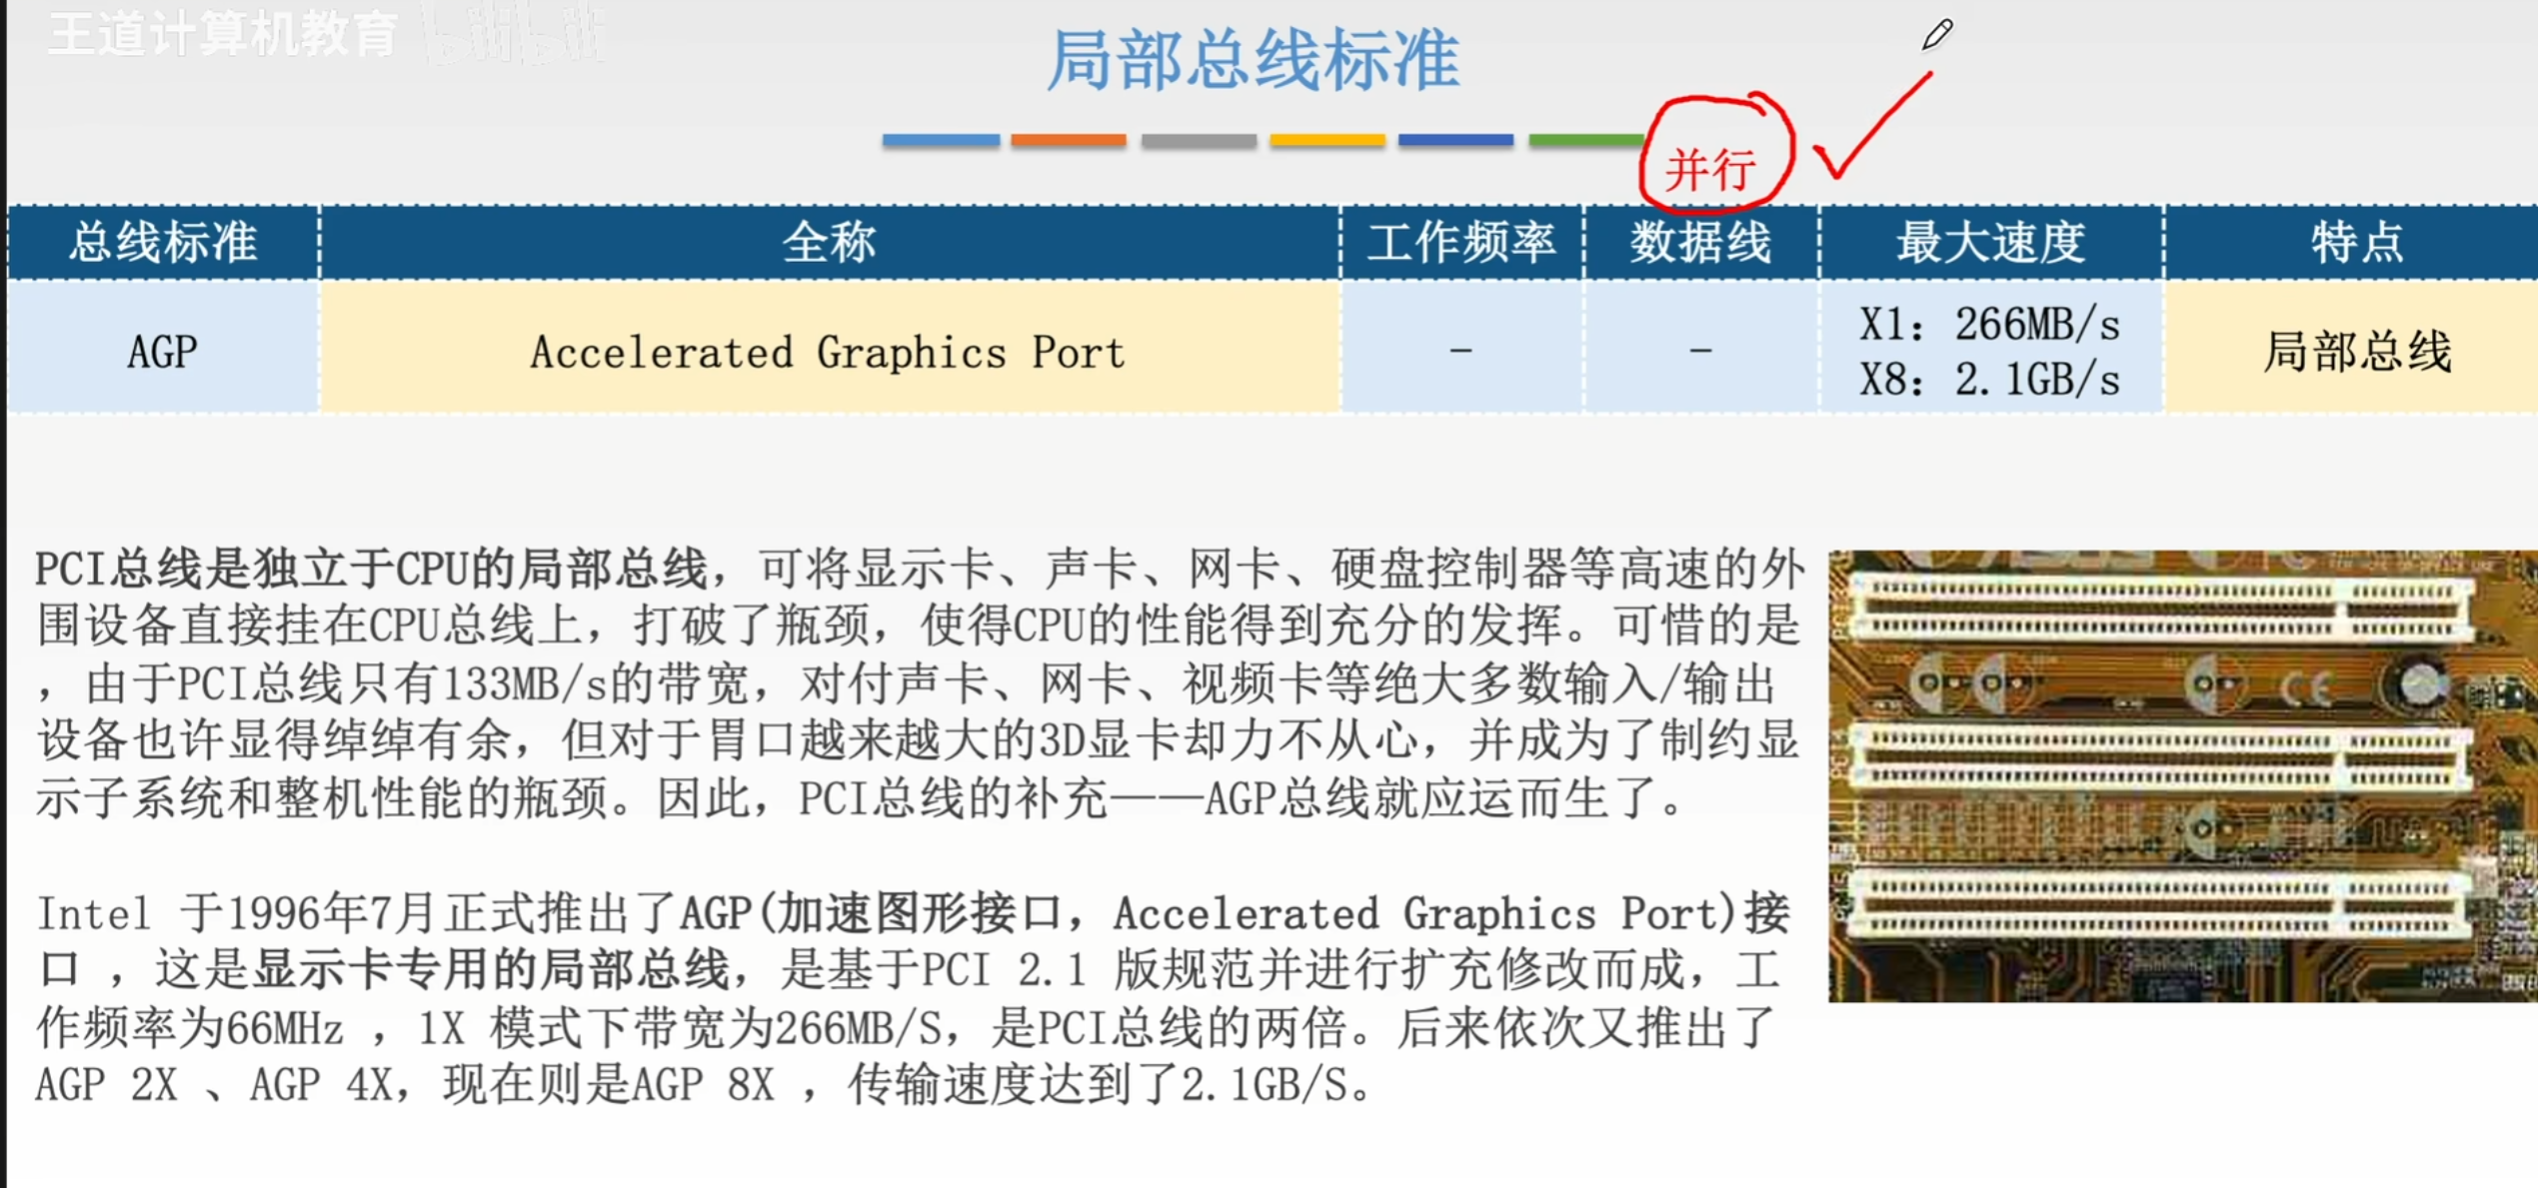 王道计算机教育 bilibili
局部总线标准
并行
总线标准 全称 工作频率 数据线 最大速度 特点
AGP Accelerated Graphics Port - - X1: 266MB/s 局部总线
X8: 2.1GB/s
PCI总线是独立于CPU的局部总线，可将显示卡、声卡、网卡、硬盘控制器等高速的外
围设备直接挂在CPU总线上，打破了瓶颈，使得CPU的性能得到充分的发挥。可惜的是
，由于PCI总线只有133MB/s的带宽，对付声卡、网卡、视频卡等绝大多数输入/输出
设备也许显得绰绰有余，但对于胃口越来越大的3D显卡却力不从心，并成为了制约显
示子系统和整机性能的瓶颈。因此，PCI总线的补充——AGP总线就应运而生了。
Intel 于1996年7月正式推出了AGP(加速图形接口，Accelerated Graphics Port)接
口 ，这是显示卡专用的局部总线，是基于PCI 2.1 版规范并进行扩充修改而成，工
作频率为66MHz ，1X 模式下带宽为266MB/S，是PCI总线的两倍。后来依次又推出了
AGP 2X 、AGP 4X，现在则是AGP 8X ，传输速度达到了2.1GB/S。